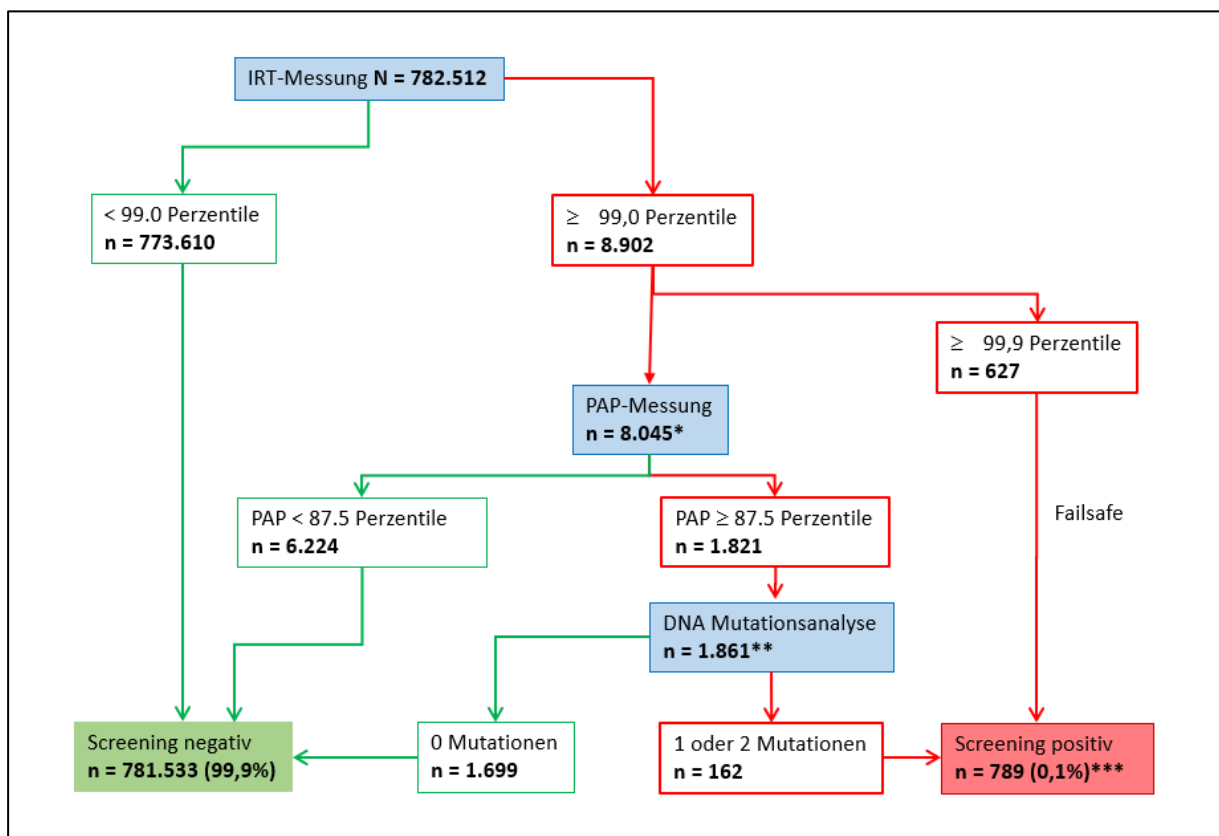 IRT-Messung N = 782.512
< 99.0 Perzentile
n = 773.610
≥ 99,0 Perzentile
n = 8.902
≥ 99,9 Perzentile
n = 627
PAP-Messung
n = 8.045*
PAP < 87.5 Perzentile
n = 6.224
PAP ≥ 87.5 Perzentile
n = 1.821
Failsafe
DNA Mutationsanalyse
n = 1.861**
Screening negativ
n = 781.533 (99,9%)
0 Mutationen
n = 1.699
1 oder 2 Mutationen
n = 162
Screening positiv
n = 789 (0,1%)***